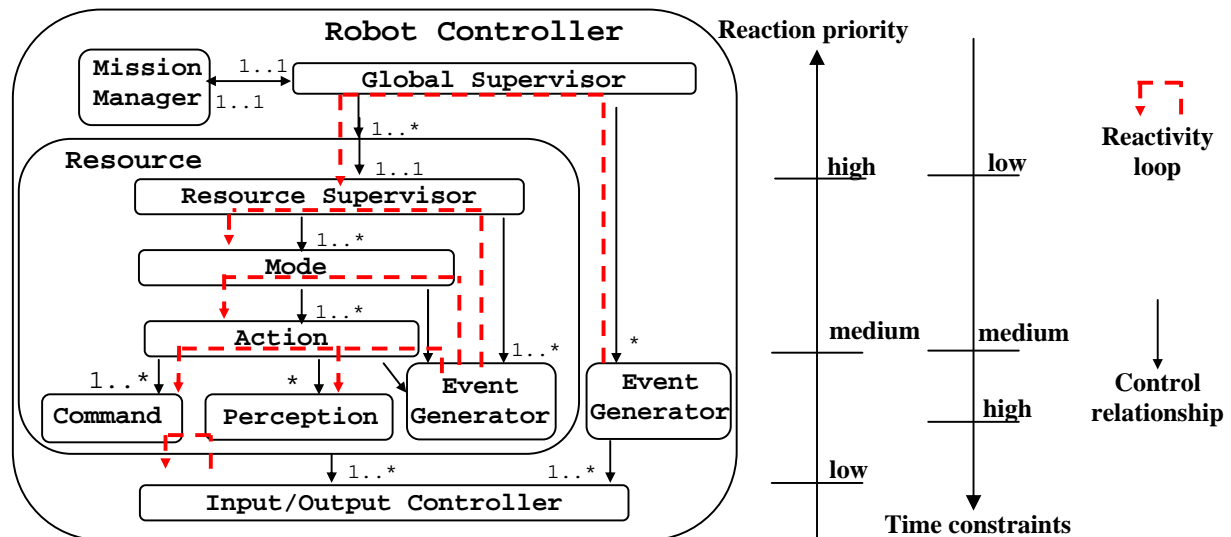 Robot Controller
Mission
Manager
1..1
1..1
Global Supervisor
1..*
Resource
1..1
Resource Supervisor
1..*
Mode
1..*
Action
1..*
*
1..*
*
Command
Perception
Event
Generator
Event
Generator
1..*
1..*
Input/Output Controller
Reaction priority
high
medium
low
low
medium
high
Time constraints
Reactivity
loop
Control
relationship